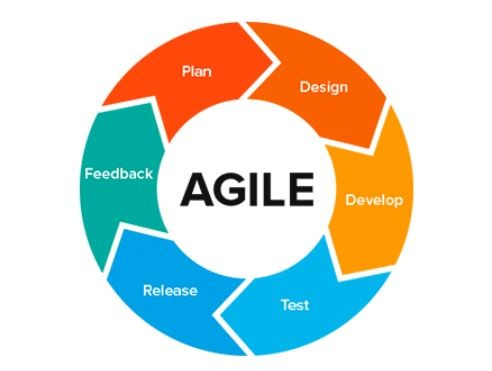 Plan
Design
Develop
Test
Release
Feedback
AGILE